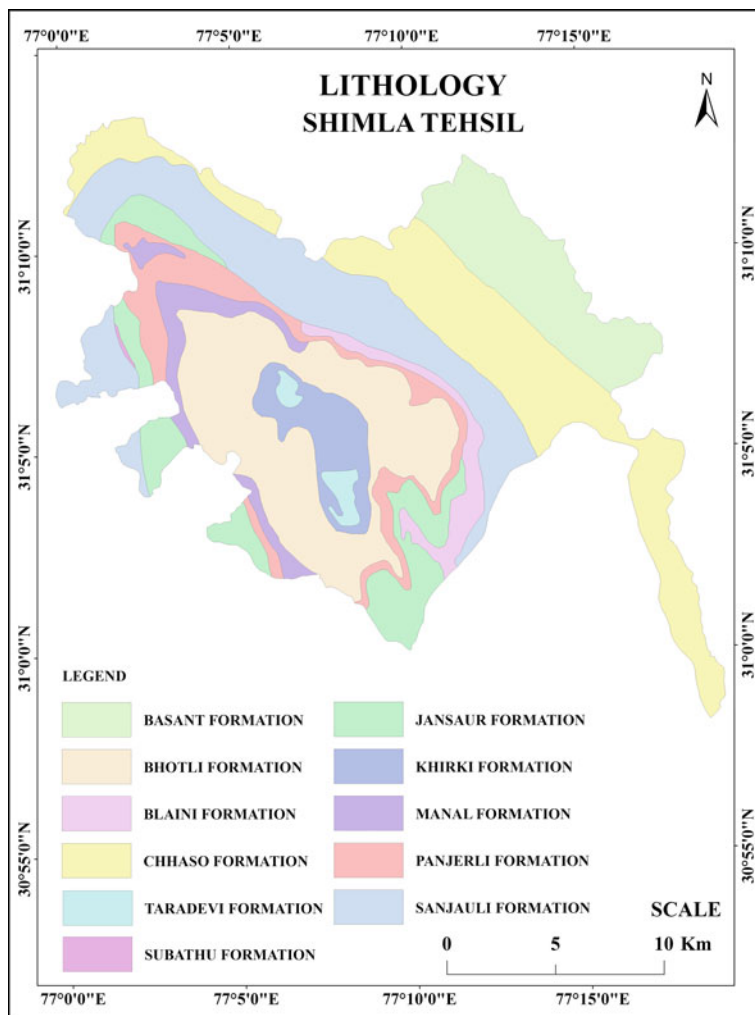 77°0'0"E 77°5'0"E 77°10'0"E 77°15'0"E
LITHOLOGY
SHIMLA TEHSIL
N
31°10'0"N 31°10'0"N
31°5'0"N 31°5'0"N
31°0'0"N 31°0'0"N
30°55'0"N 30°55'0"N
LEGEND
BASANT FORMATION
BHOTLI FORMATION
BLAINI FORMATION
CHHASO FORMATION
TARADEVI FORMATION
SUBATHU FORMATION
JANSAUR FORMATION
KHIRKI FORMATION
MANAL FORMATION
PANJERLI FORMATION
SANJAULI FORMATION
SCALE
0 5 10 Km
77°0'0"E 77°5'0"E 77°10'0"E 77°15'0"E